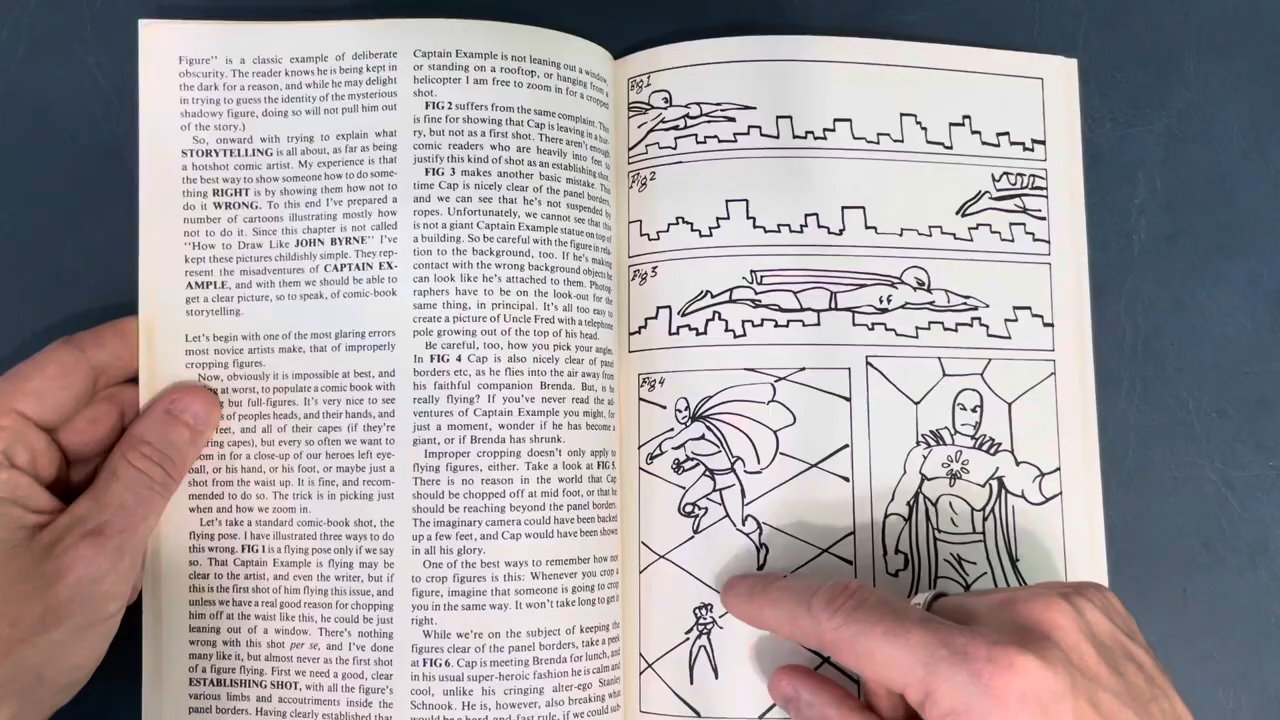 Figure" is a classic example of deliberate
obscurity. The reader knows he is being kept in
the dark for a reason, and while he may delight
in trying to guess the identity of the mysterious
shadowy figure, doing so will not pull him out
of the story.)
So, onward with trying to explain what
STORYTELLING is all about, as far as being
a hotshot comic artist. My experience is that
the best way to show someone how to do some-
thing RIGHT is by showing them how not to
do it WRONG. To this end I've prepared a
number of cartoons illustrating mostly how
not to do it. Since this chapter is not called
"How to Draw Like JOHN BYRNE" I've
kept these pictures childishly simple. They rep-
resent the misadventures of CAPTAIN EX-
AMPLE, and with them we should be able to
get a clear picture, so to speak, of comic-book
storytelling.
Let's begin with one of the most glaring errors
most novice artists make, that of improperly
cropping figures.
Now, obviously it is impossible at best, and
at worst, to populate a comic book with
but full-figures. It's very nice to see
of peoples heads, and their hands, and
feet, and all of their capes (if they're
capes), but every so often we want to
in for a close-up of our heroes left eye-
ball, or his hand, or his foot, or maybe just a
shot from the waist up. It is fine, and recom-
mended to do so. The trick is in picking just
when and how we zoom in.
Let's take a standard comic-book shot, the
flying pose. I have illustrated three ways to do
this wrong. FIG 1 is a flying pose only if we say
so. That Captain Example is flying may be
clear to the artist, and even the writer, but if
this is the first shot of him flying this issue, and
unless we have a real good reason for chopping
him off at the waist like this, he could be just
leaning out of a window. There's nothing
wrong with this shot per se, and I've done
many like it, but almost never as the first shot
of a figure flying. First we need a good, clear
ESTABLISHING SHOT, with all the figure's
various limbs and accoutriments inside the
panel borders. Having clearly established that
Captain Example is not leaning out a window,
or standing on a rooftop, or hanging from a
helicopter I am free to zoom in for a cropped
shot.
FIG 2 suffers from the same complaint. This
is fine for showing that Cap is leaving in a hur-
ry, but not as a first shot. There aren't enough
comic readers who are heavily into feet to
justify this kind of shot as an establishing shot.
FIG 3 makes another basic mistake. This
time Cap is nicely clear of the panel borders,
and we can see that he's not suspended by
ropes. Unfortunately, we cannot see that this
is not a giant Captain Example statue on top of
a building. So be careful with the figure in rela-
tion to the background, too. If he's making
contact with the wrong background objects he
can look like he's attached to them. Photog-
raphers have to be on the look-out for the
same thing, in principal. It's all too easy to
create a picture of Uncle Fred with a telephone
pole growing out of the top of his head.
Be careful, too, how you pick your angles.
In FIG 4 Cap is also nicely clear of panel
borders etc, as he flies into the air away from
his faithful companion Brenda. But, is he
really flying? If you've never read the ad-
ventures of Captain Example you might, for
just a moment, wonder if he has become a
giant, or if Brenda has shrunk.
Improper cropping doesn't only apply to
flying figures, either. Take a look at FIG 5.
There is no reason in the world that Cap
should be chopped off at mid foot, or that he
should be reaching beyond the panel borders.
The imaginary camera could have been backed
up a few feet, and Cap would have been shown
in all his glory.
One of the best ways to remember how not
to crop figures is this: Whenever you crop a
figure, imagine that someone is going to crop
you in the same way. It won't take long to get it
right.
While we're on the subject of keeping the
figures clear of the panel borders, take a peek
at FIG 6. Cap is meeting Brenda for lunch, and
in his usual super-heroic fashion he is calm and
cool, unlike his cringing alter-ego Stanley
Schnook. He is, however, also breaking what
would be a hard-and-fast rule, if we could sub-
Fig 1
Fig 2
Fig 3
Fig 4